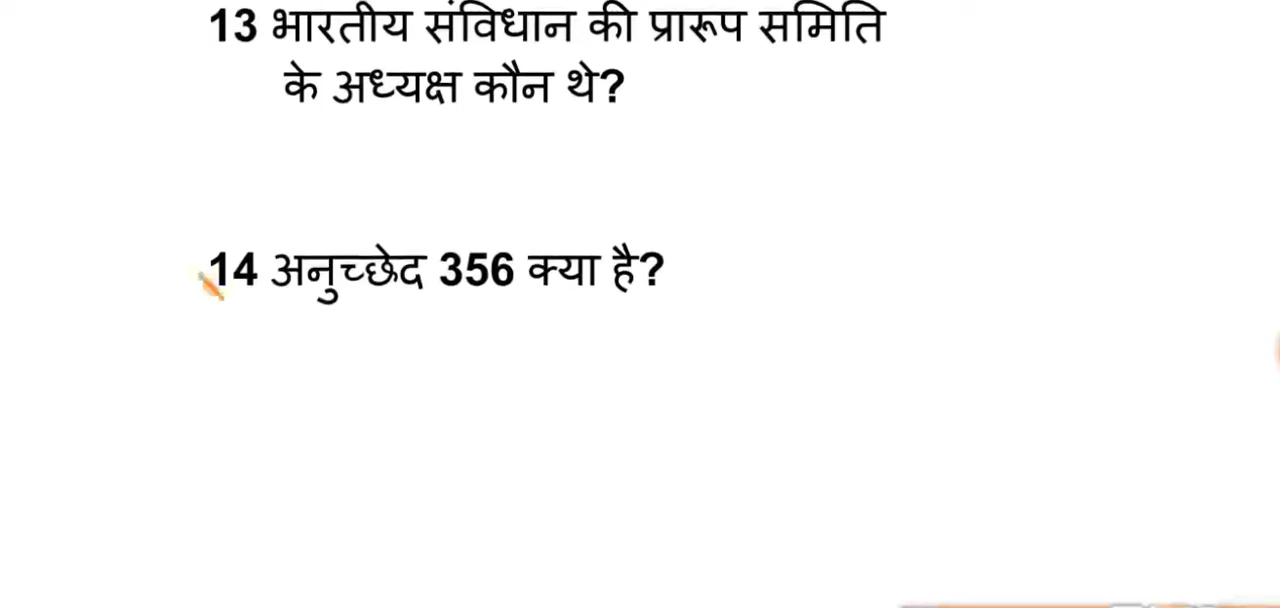 13 भारतीय संविधान की प्रारूप समिति
के अध्यक्ष कौन थे?
14 अनुच्छेद 356 क्या है?